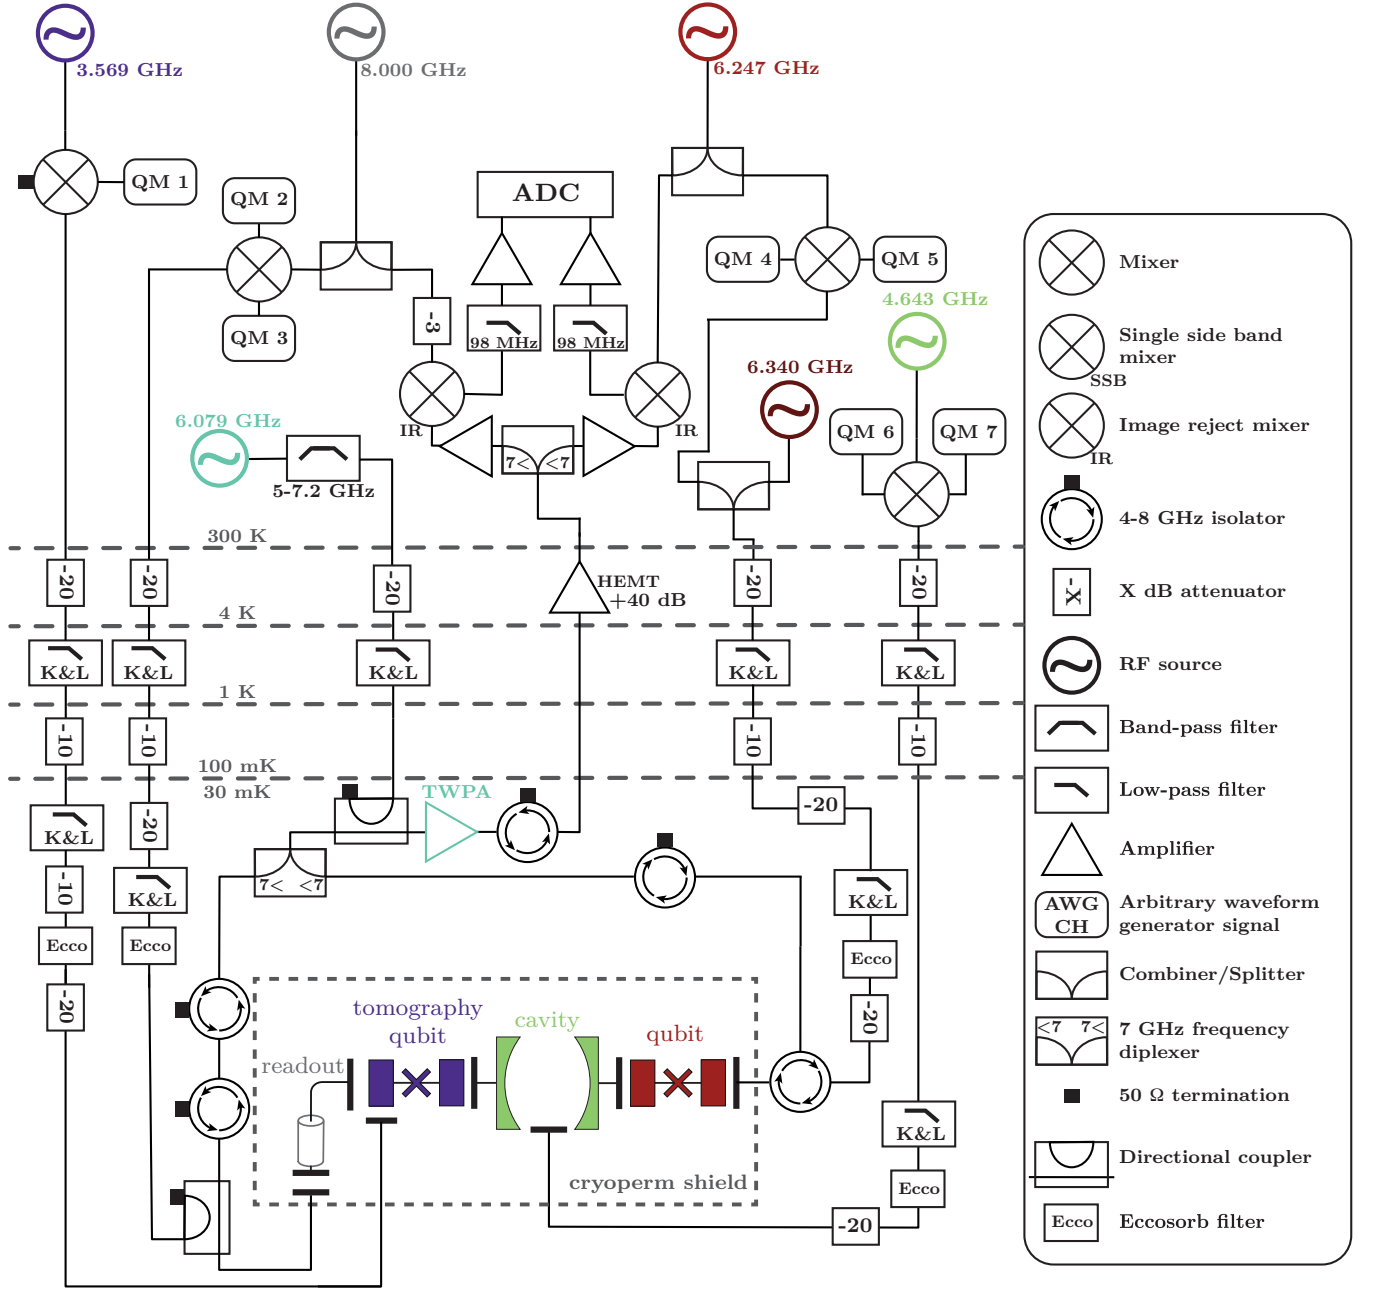 3.569 GHz
8.000 GHz
6.247 GHz
QM 1
QM 2
ADC
QM 4
QM 5
4.643 GHz
QM 3
-3
98 MHz
98 MHz
6.340 GHz
6.079 GHz
IR
IR
QM 6
QM 7
7< <7
5-7.2 GHz
300 K
-20
-20
-20
HEMT
+40 dB
-20
-20
4 K
K&L
K&L
K&L
K&L
K&L
1 K
-10
-10
-10
-10
100 mK
30 mK
TWPA
-20
K&L
-20
7< <7
-10
K&L
K&L
Ecco
Ecco
Ecco
-20
-20
tomography
qubit
cavity
qubit
readout
K&L
cryoperm shield
Ecco
-20
Mixer
Single side band
mixer
SSB
Image reject mixer
IR
4-8 GHz isolator
-X
X dB attenuator
RF source
Band-pass filter
Low-pass filter
Amplifier
AWG
CH
Arbitrary waveform
generator signal
Combiner/Splitter
<7 7<
7 GHz frequency
diplexer
50 Ω termination
Directional coupler
Ecco
Eccosorb filter